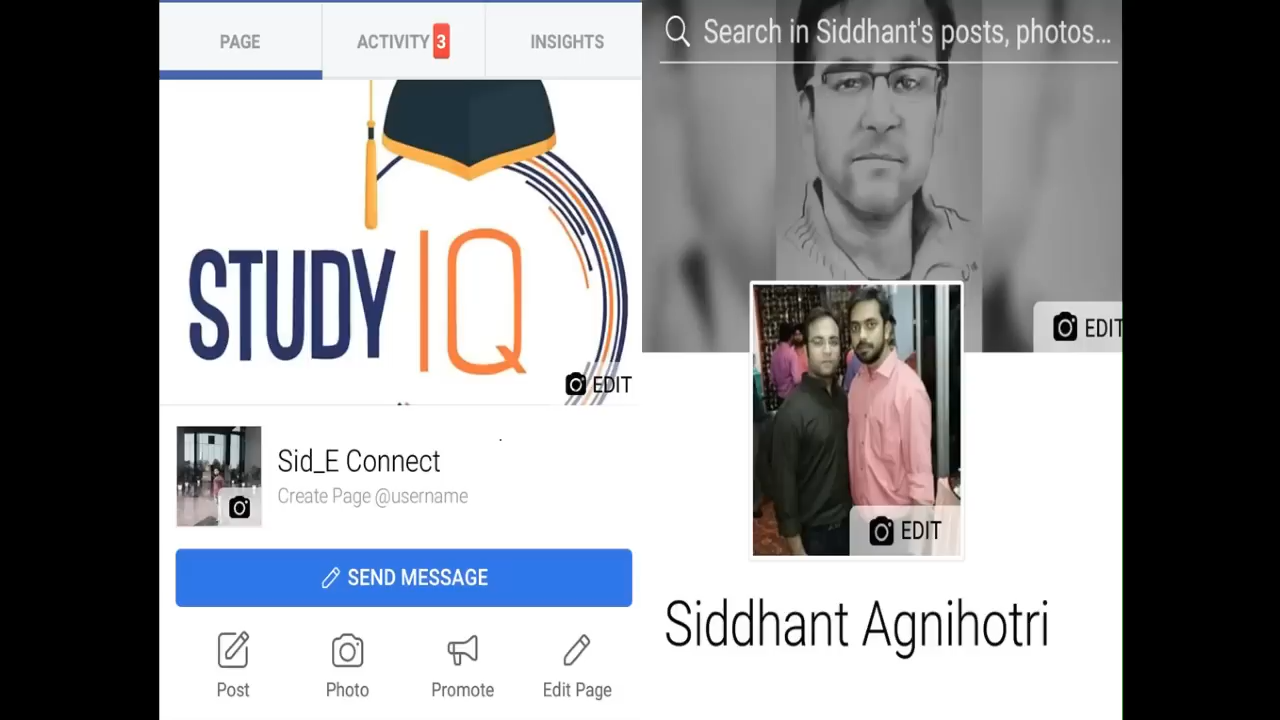 PAGE
ACTIVITY 3
INSIGHTS
STUDY IQ
EDIT
Sid_E Connect
Create Page @username
SEND MESSAGE
Post
Photo
Promote
Edit Page
Search in Siddhant's posts, photos...
EDIT
EDIT
Siddhant Agnihotri